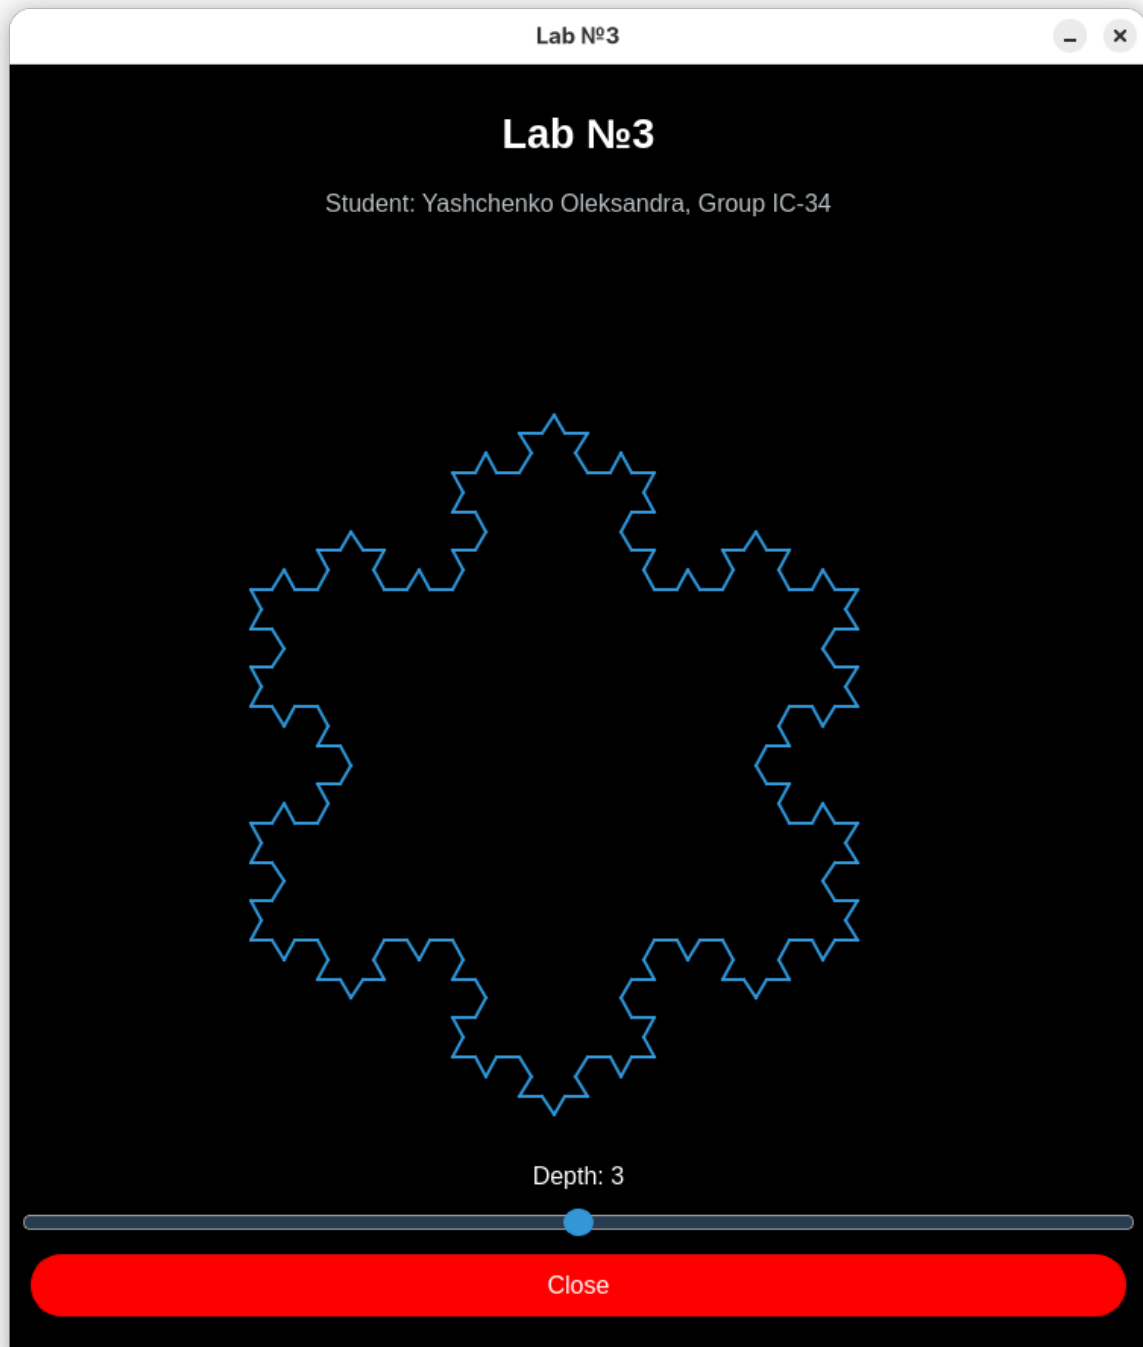 Lab №3
Lab №3
Student: Yashchenko Oleksandra, Group IC-34
Depth: 3
Close